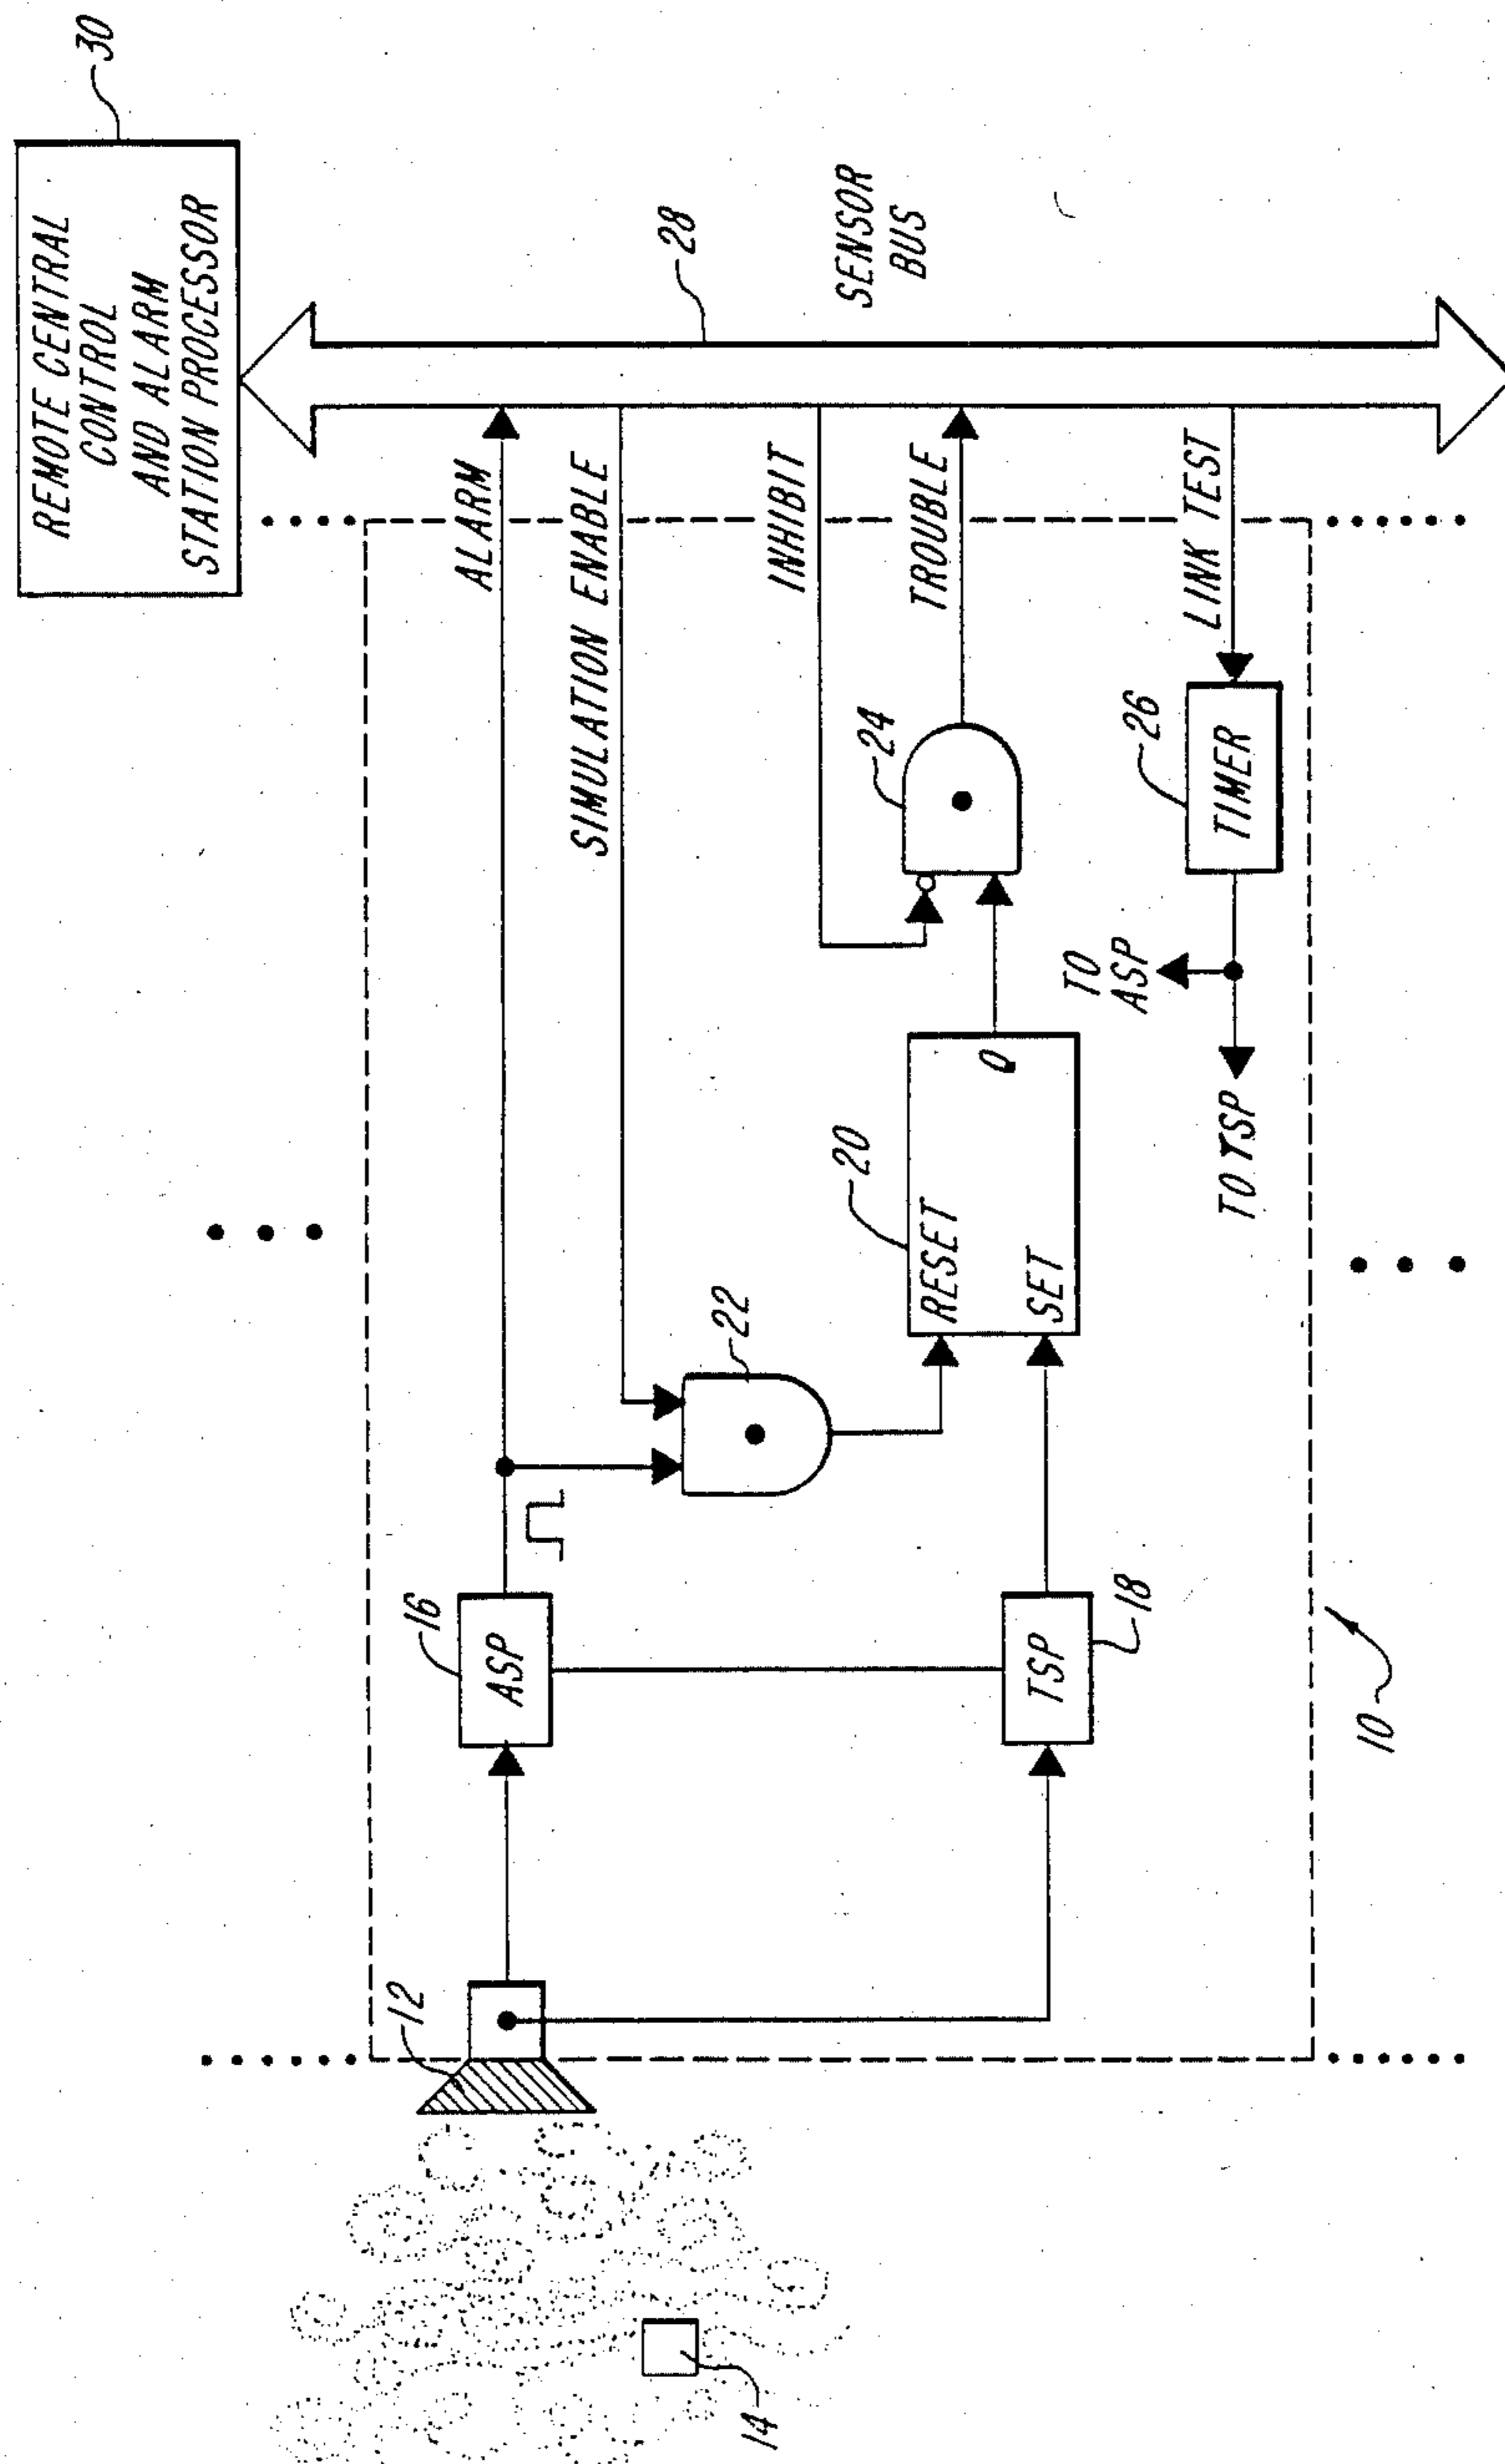 REMOTE CENTRAL
CONTROL
AND ALARM
STATION PROCESSOR
30
12
16
ASP
ALARM
SIMULATION ENABLE
28
SENSOR
BUS
22
INHIBIT
20
RESET
SET
Q
24
TROUBLE
14
TSP
18
TO
ASP
TO TSP
26
TIMER
LINK TEST
10